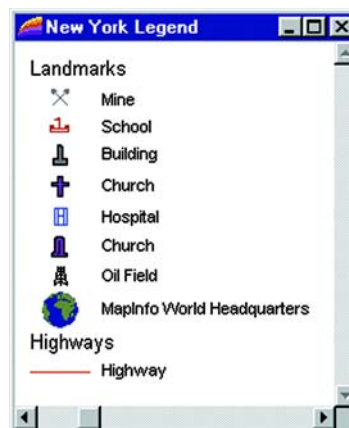 New York Legend
Landmarks
Mine
School
Building
Church
Hospital
Church
Oil Field
MapInfo World Headquarters
Highways
Highway